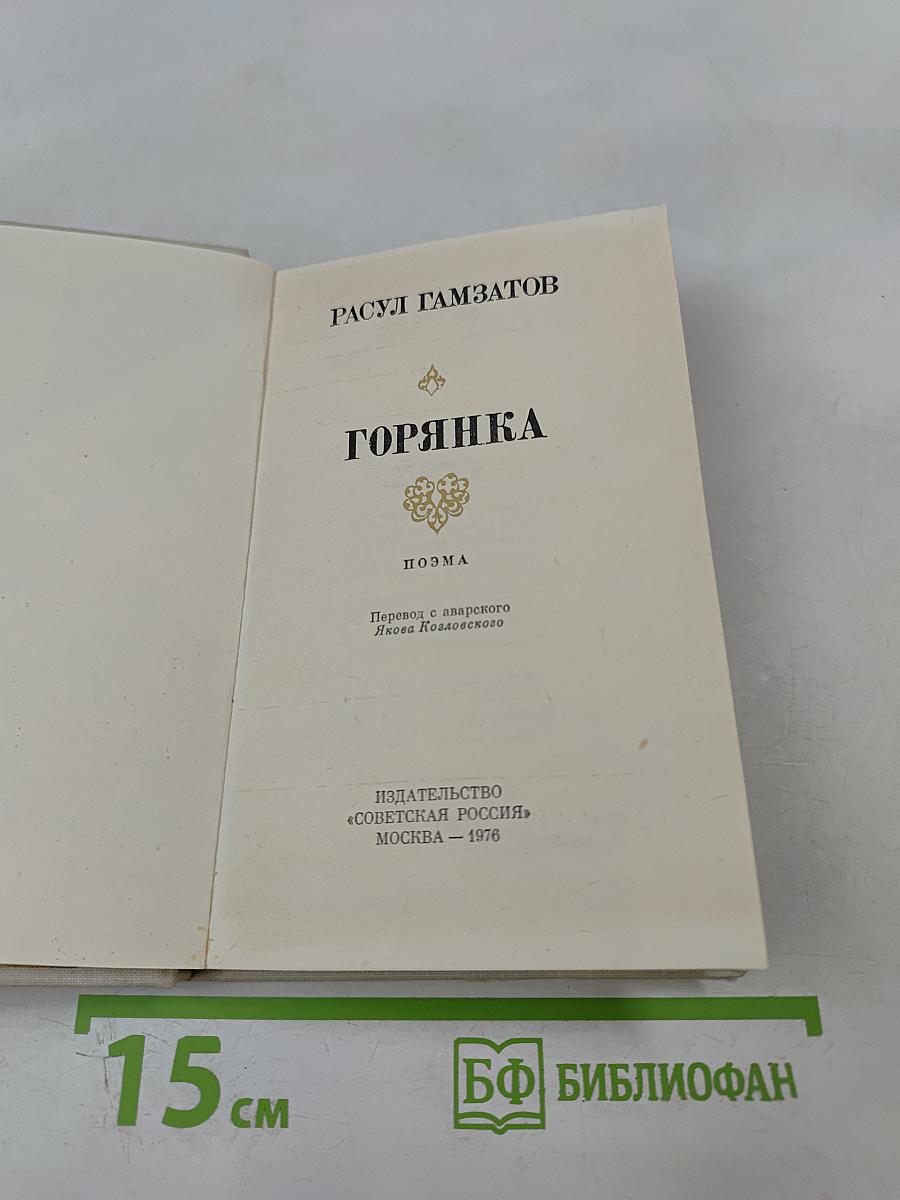 РАСУЛ ГАМЗАТОВ
ГОРЯНКА
ПОЭМА
Перевод с аварского
Якова Козловского
ИЗДАТЕЛЬСТВО
«СОВЕТСКАЯ РОССИЯ»
МОСКВА — 1976
15 см
БФ БИБЛИОФАН